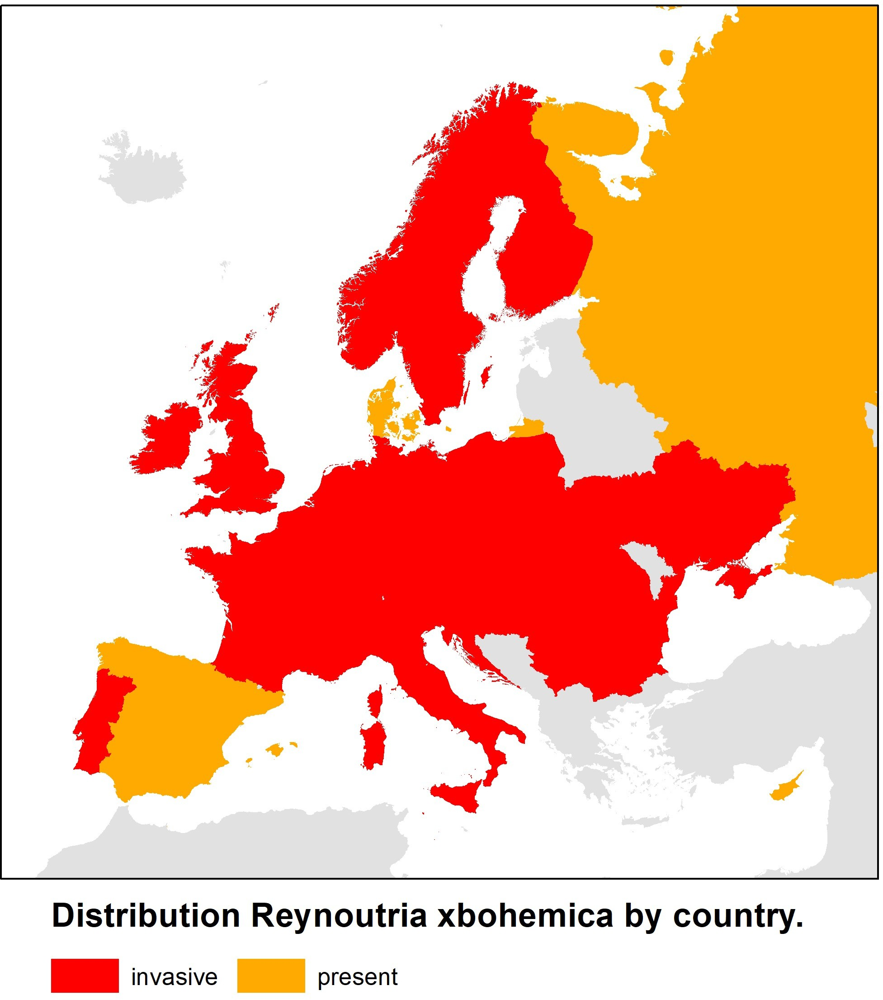 Distribution Reynoutria xbohemica by country.
invasive present